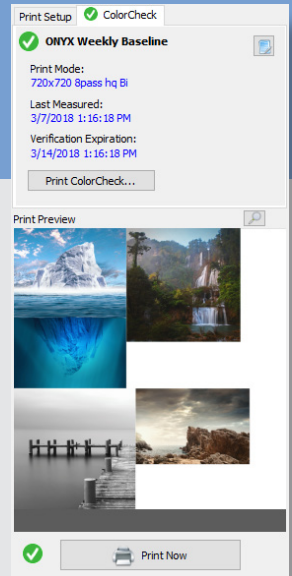 Print Setup ColorCheck
ONYX Weekly Baseline
Print Mode:
720x720 8pass hq Bi
Last Measured:
3/7/2018 1:16:18 PM
Verification Expiration:
3/14/2018 1:16:18 PM
Print ColorCheck...
Print Preview
Print Now